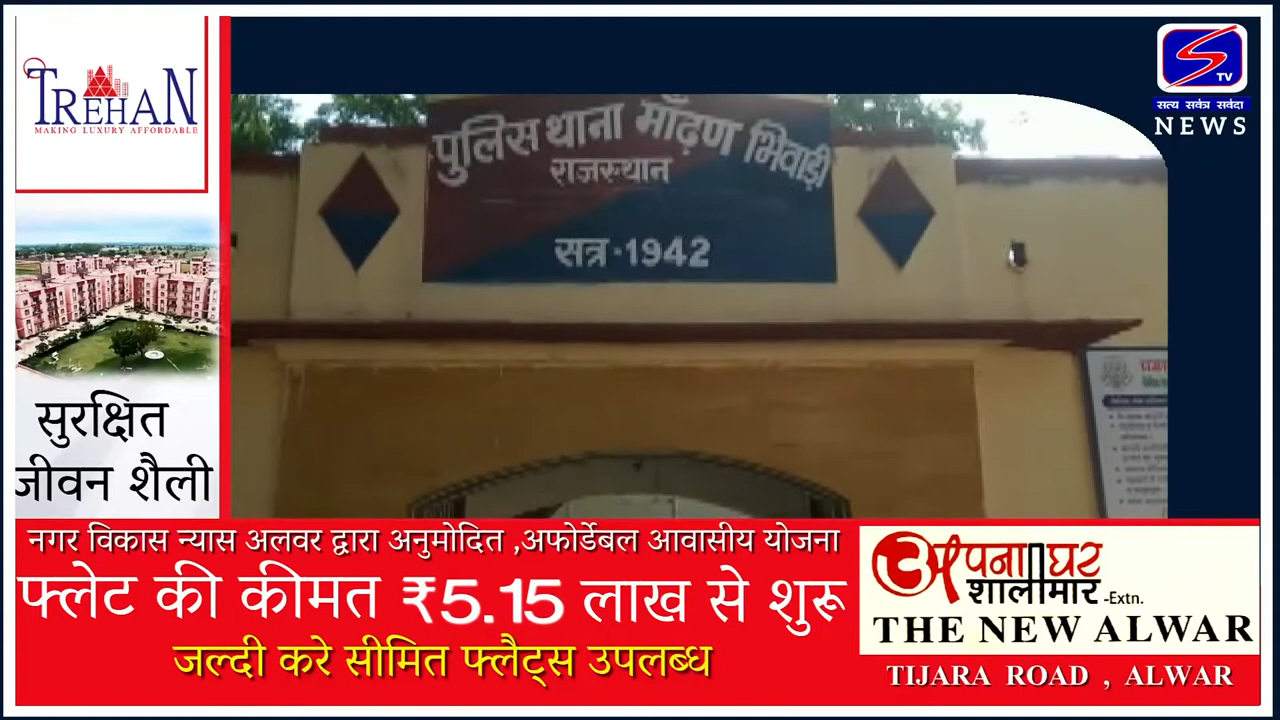 TREHAN
MAKING LUXURY AFFORDABLE
सुरक्षित
जीवन शैली
पुलिस थाना माँढ़ण भिवाड़ी
राजस्थान
सत्र-1942
S TV
सत्य सर्वत्र सर्वदा
NEWS
नगर विकास न्यास अलवर द्वारा अनुमोदित ,अफोर्डेबल आवासीय योजना
फ्लेट की कीमत ₹5.15 लाख से शुरू
जल्दी करे सीमित फ्लैट्स उपलब्ध
अपना घर
शालीमार -Extn.
THE NEW ALWAR
TIJARA ROAD , ALWAR